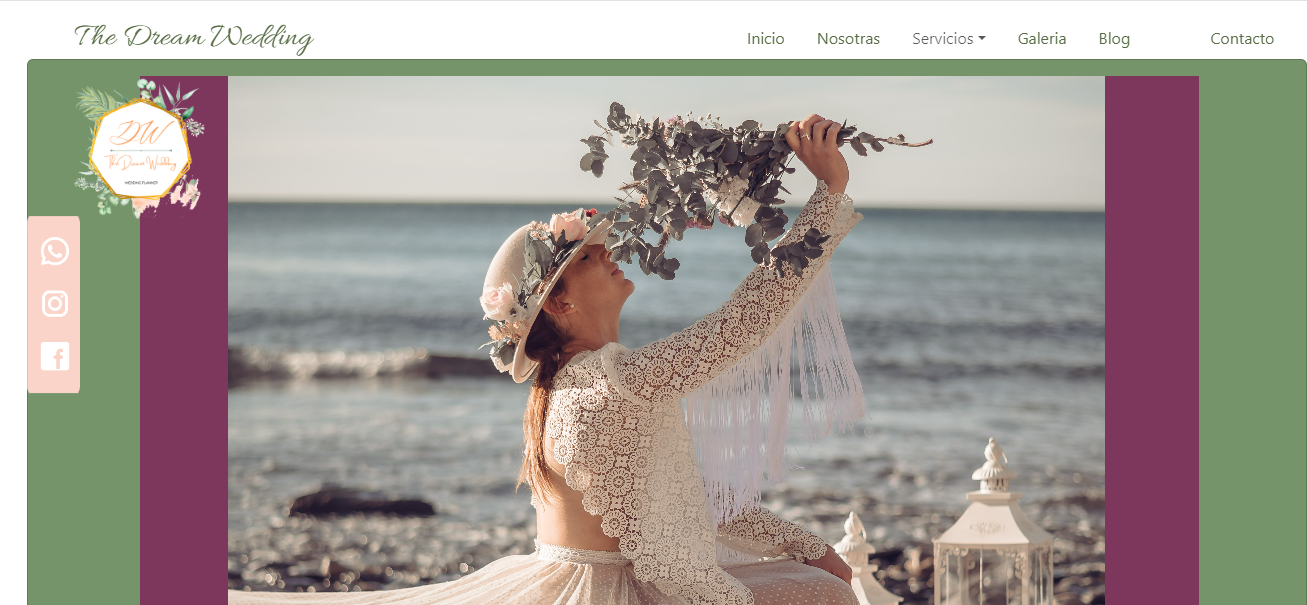 The Dream Wedding
Inicio Nosotras Servicios Galeria Blog Contacto
DW
The Dream Wedding
WEDDING PLANNER